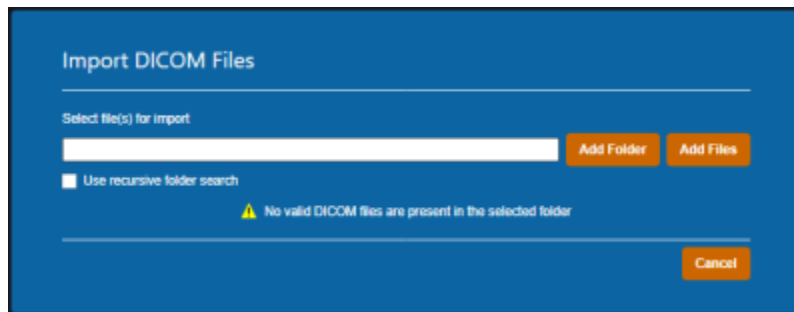 Import DICOM Files
Select file(s) for import
Add Folder
Add Files
Use recursive folder search
No valid DICOM files are present in the selected folder
Cancel